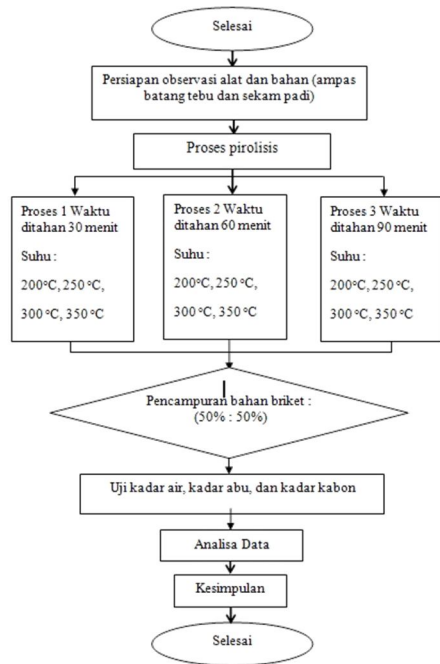 Selesai
Persiapan observasi alat dan bahan (ampas
batang tebu dan sekam padi)
Proses pirolisis
Proses 1 Waktu
ditahan 30 menit
Suhu :
200°C, 250 °C,
300 °C, 350 °C
Proses 2 Waktu
ditahan 60 menit
Suhu :
200°C, 250 °C,
300 °C, 350 °C
Proses 3 Waktu
ditahan 90 menit
Suhu :
200°C, 250 °C,
300 °C, 350 °C
Pencampuran bahan briket :
(50% : 50%)
Uji kadar air, kadar abu, dan kadar kabon
Analisa Data
Kesimpulan
Selesai